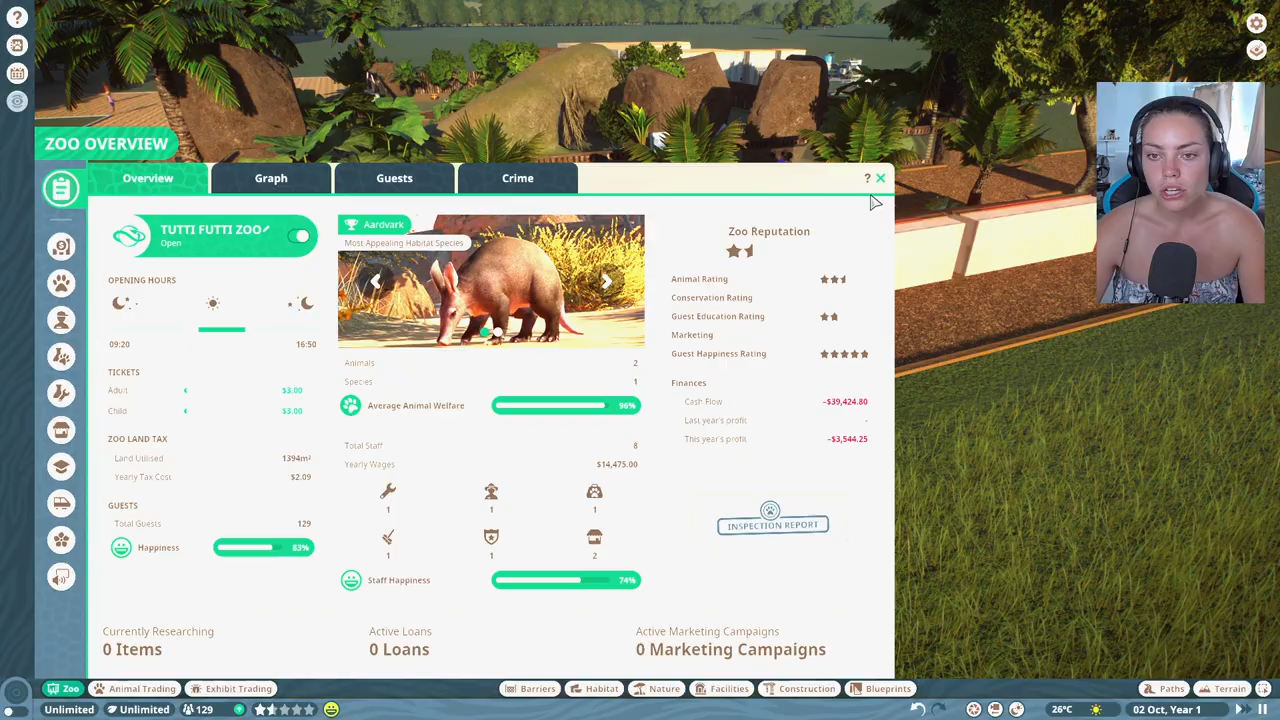 ZOO OVERVIEW
Overview
Graph
Guests
Crime
?
TUTTI FUTTI ZOO
Open
OPENING HOURS
09:20
16:50
TICKETS
Adult $3.00
Child $3.00
ZOO LAND TAX
Land Utilised 1394m²
Yearly Tax Cost $2.09
GUESTS
Total Guests 129
Happiness 83%
Aardvark
Most Appealing Habitat Species
Animals 2
Species 1
Average Animal Welfare 96%
Total Staff 8
Yearly Wages $14,475.00
1 1 1
1 1 2
Staff Happiness 74%
Zoo Reputation
Animal Rating
Conservation Rating
Guest Education Rating
Marketing
Guest Happiness Rating
Finances
Cash Flow -$39,424.80
Last year's profit -
This year's profit -$3,544.25
INSPECTION REPORT
Currently Researching
0 Items
Active Loans
0 Loans
Active Marketing Campaigns
0 Marketing Campaigns
Zoo
Animal Trading
Exhibit Trading
Barriers
Habitat
Nature
Facilities
Construction
Blueprints
Paths
Terrain
Unlimited
Unlimited
129
26°C
02 Oct, Year 1